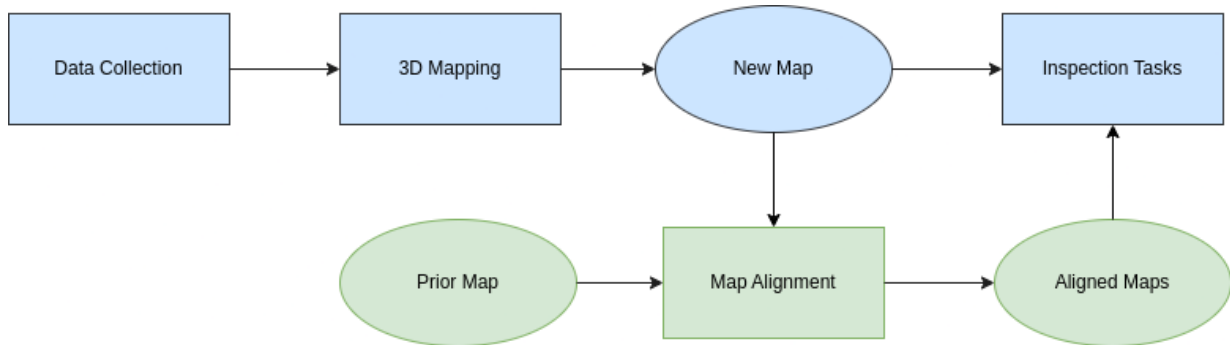 Data Collection
3D Mapping
New Map
Inspection Tasks
Prior Map
Map Alignment
Aligned Maps